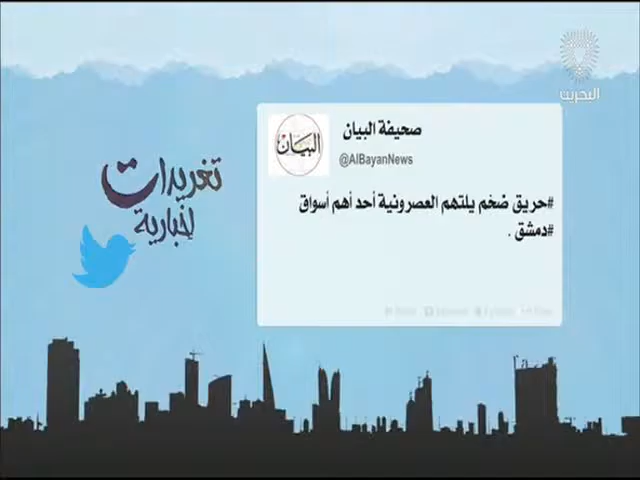 البحرين
صحيفة البيان
البيان
@AlBayanNews
تغريدات
إخبارية
#حريق ضخم يلتهم العصرونية أحد أهم أسواق
#دمشق .